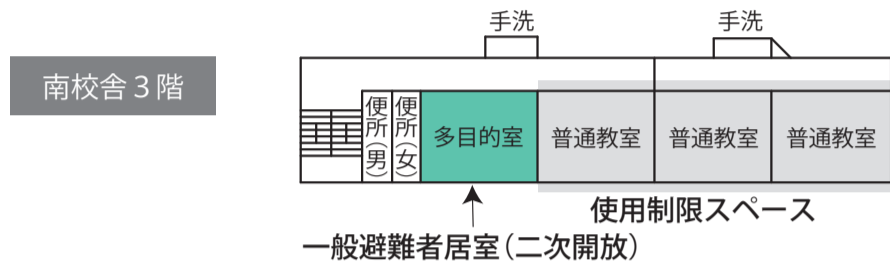 手洗
手洗
南校舎3階
便所(男)
便所(女)
多目的室
普通教室
普通教室
普通教室
使用制限スペース
一般避難者居室(二次開放)